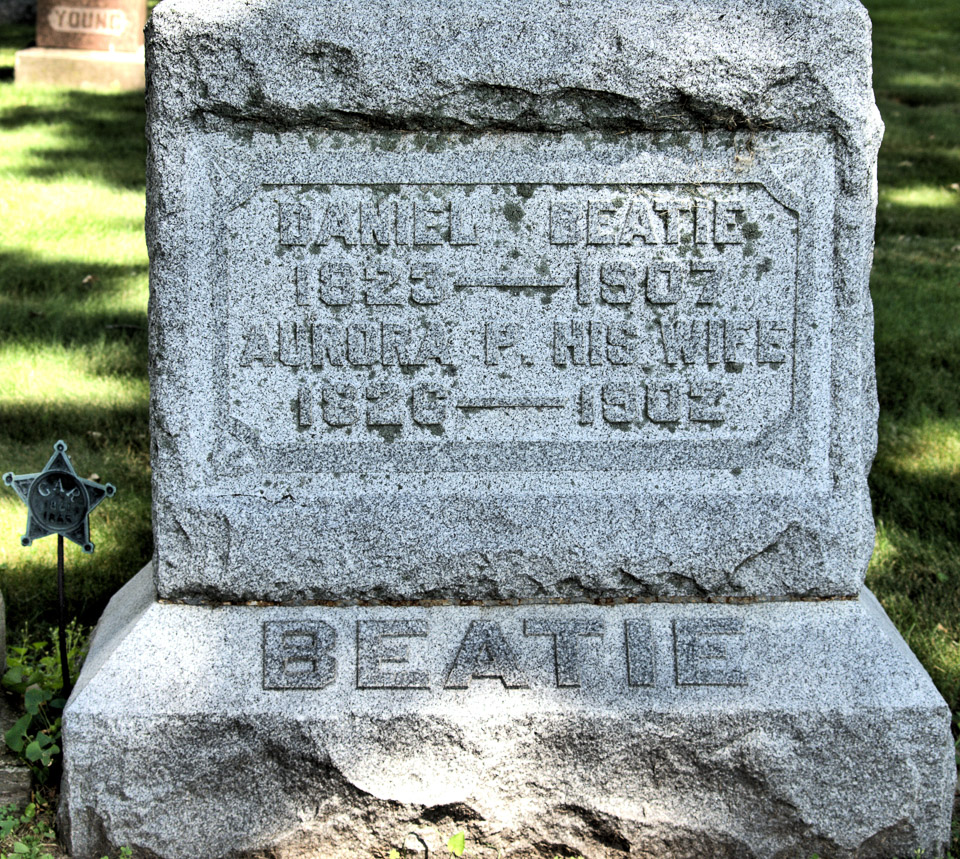 YOUNG
DANIEL BEATIE
1823—1907
AURORA P. HIS WIFE
1826—1902
BEATIE